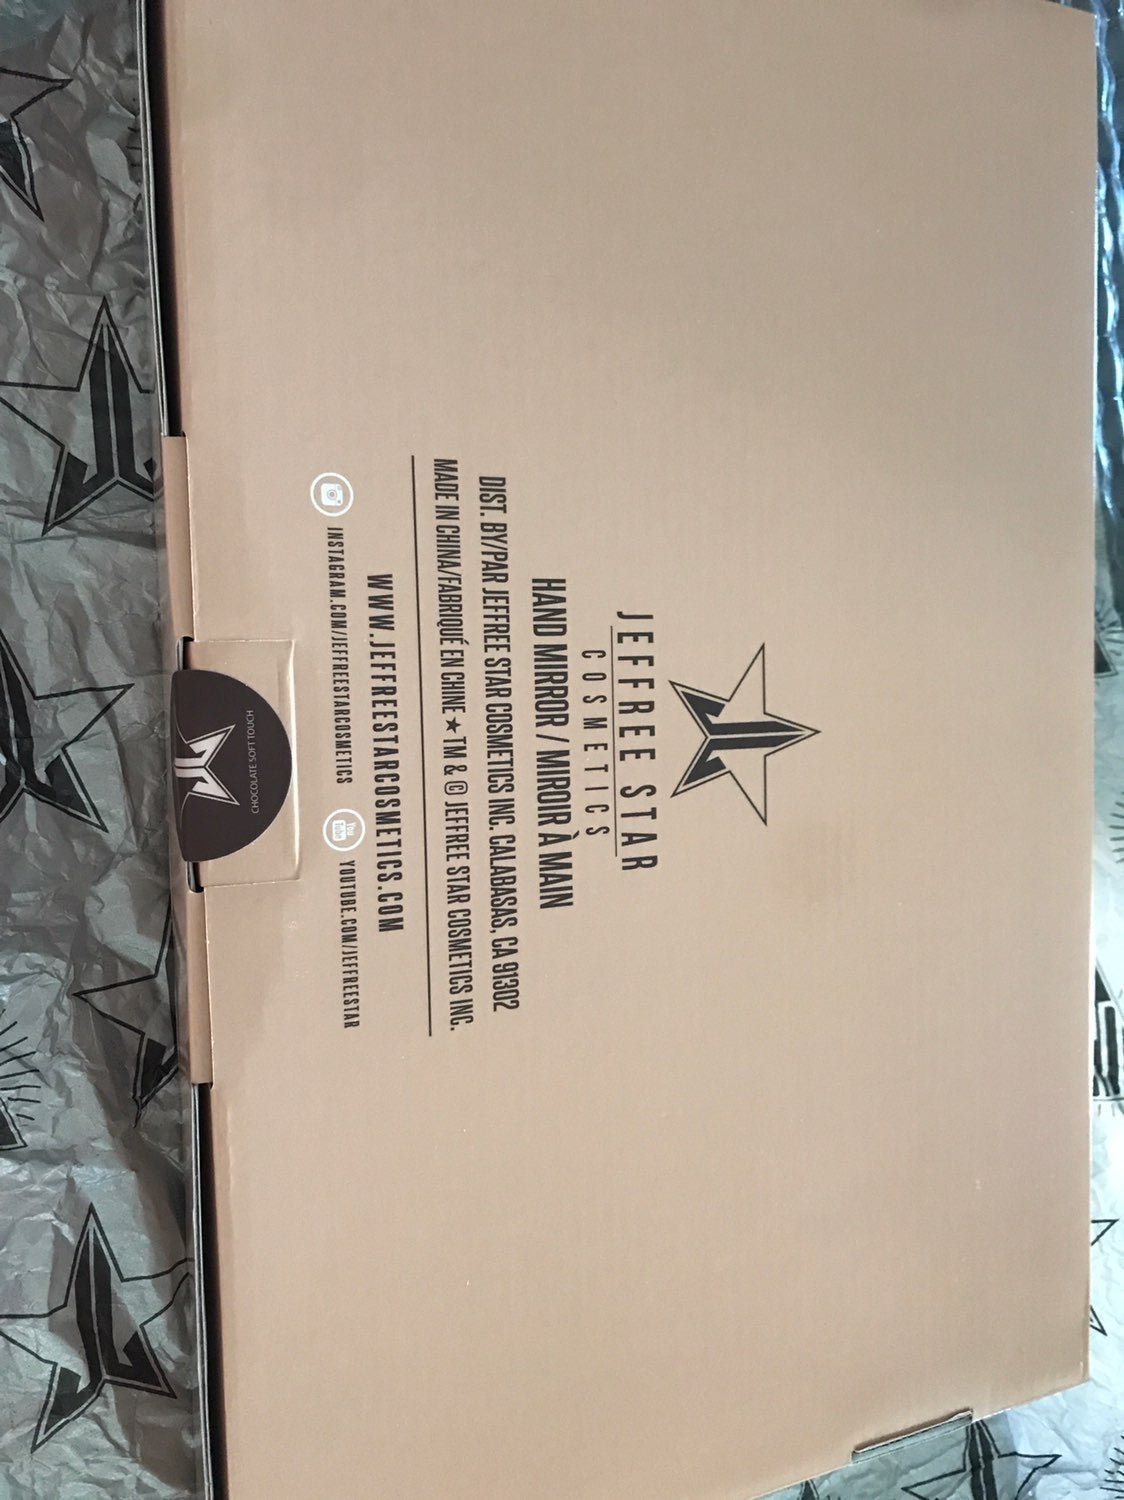 JEFFREE STAR
COSMETICS
HAND MIRROR / MIROIR À MAIN
DIST. BY/PAR JEFFREE STAR COSMETICS INC. CALABASAS, CA 91302
MADE IN CHINA/FABRIQUÉ EN CHINE ★ TM & © JEFFREE STAR COSMETICS INC.
WWW.JEFFREESTARCOSMETICS.COM
INSTAGRAM.COM/JEFFREESTARCOSMETICS You Tube YOUTUBE.COM/JEFFREESTAR
CHOCOLATE SOFT TOUCH